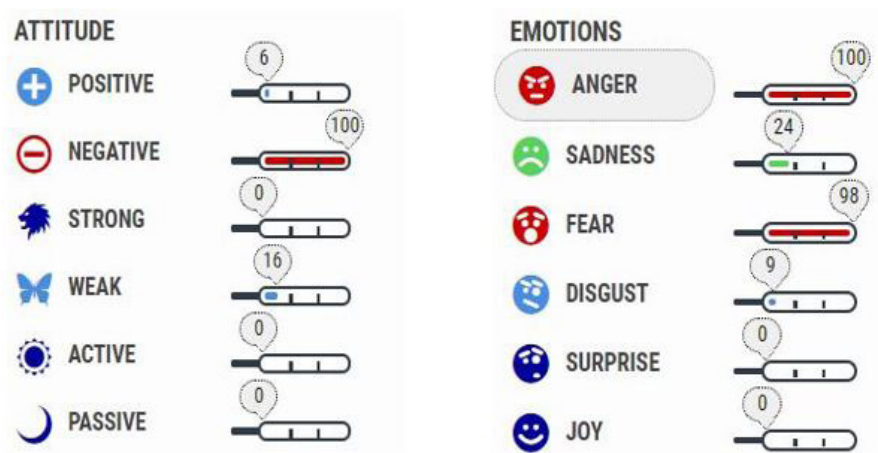 ATTITUDE
POSITIVE 6
NEGATIVE 100
STRONG 0
WEAK 16
ACTIVE 0
PASSIVE 0
EMOTIONS
ANGER 100
SADNESS 24
FEAR 98
DISGUST 9
SURPRISE 0
JOY 0